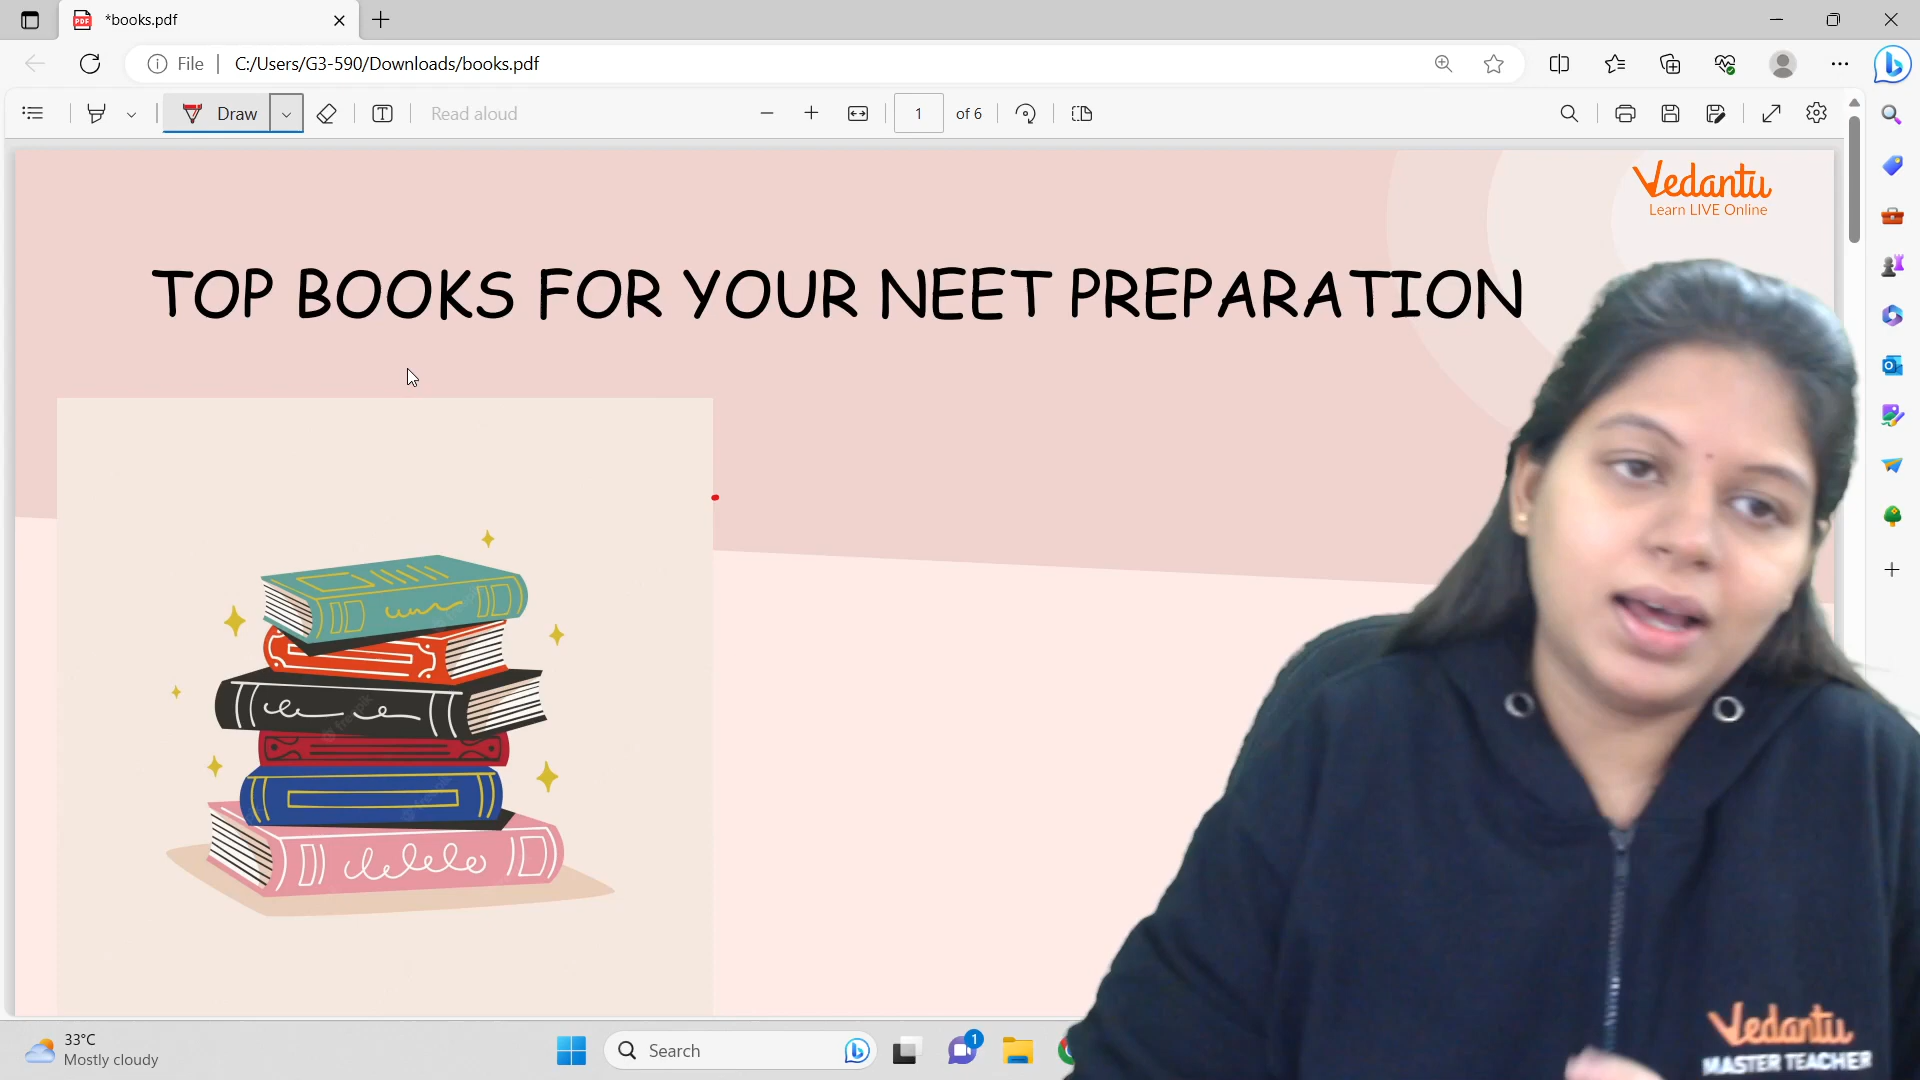 *books.pdf
File
C:/Users/G3-590/Downloads/books.pdf
Draw
Read aloud
1
of 6
Vedantu
Learn LIVE Online
TOP BOOKS FOR YOUR NEET PREPARATION
Vedantu
MASTER TEACHER
33°C
Mostly cloudy
Search
1